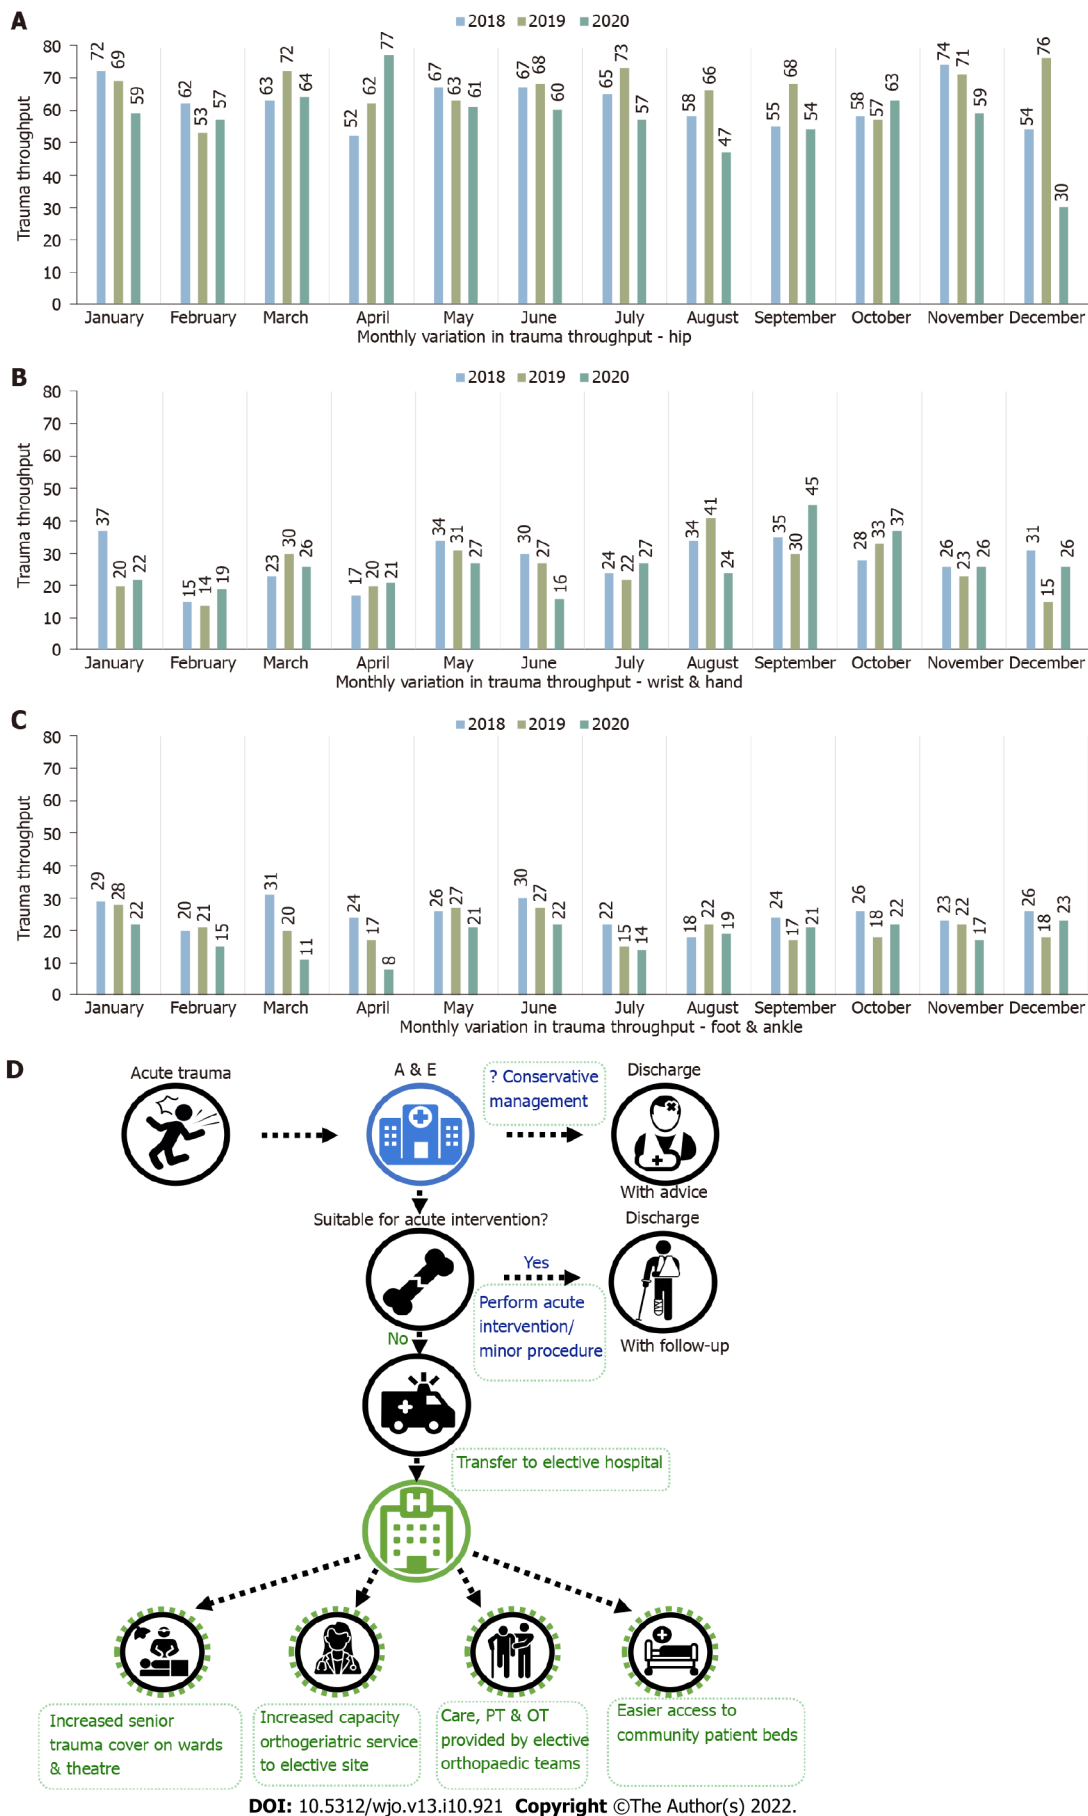 A
2018 2019 2020
80
70
60
50
40
30
20
10
0
Trauma throughput
72 69 59 62 53 57 63 72 64 52 62 77 67 63 61 67 68 60 65 73 57 58 66 47 55 68 54 58 57 63 74 71 59 54 76 30
January February March April May June July August September October November December
Monthly variation in trauma throughput - hip
B
2018 2019 2020
80
70
60
50
40
30
20
10
0
Trauma throughput
37 20 22 15 14 19 23 30 26 17 20 21 34 31 27 30 27 16 24 22 27 34 41 24 35 30 45 28 33 37 26 23 26 31 15 26
January February March April May June July August September October November December
Monthly variation in trauma throughput - wrist & hand
C
2018 2019 2020
80
70
60
50
40
30
20
10
0
Trauma throughput
29 28 22 20 21 15 31 20 11 24 17 8 26 27 21 30 27 22 22 15 14 18 22 19 24 17 21 26 18 22 23 22 17 26 18 23
January February March April May June July August September October November December
Monthly variation in trauma throughput - foot & ankle
D
Acute trauma
A & E
? Conservative
management
Discharge
With advice
Suitable for acute intervention?
Discharge
Yes
Perform acute
intervention/
minor procedure
With follow-up
No
Transfer to elective hospital
H
Increased senior
trauma cover on wards
& theatre
Increased capacity
orthogeriatric service
to elective site
Care, PT & OT
provided by elective
orthopaedic teams
Easier access to
community patient beds
DOI: 10.5312/wjo.v13.i10.921 Copyright ©The Author(s) 2022.